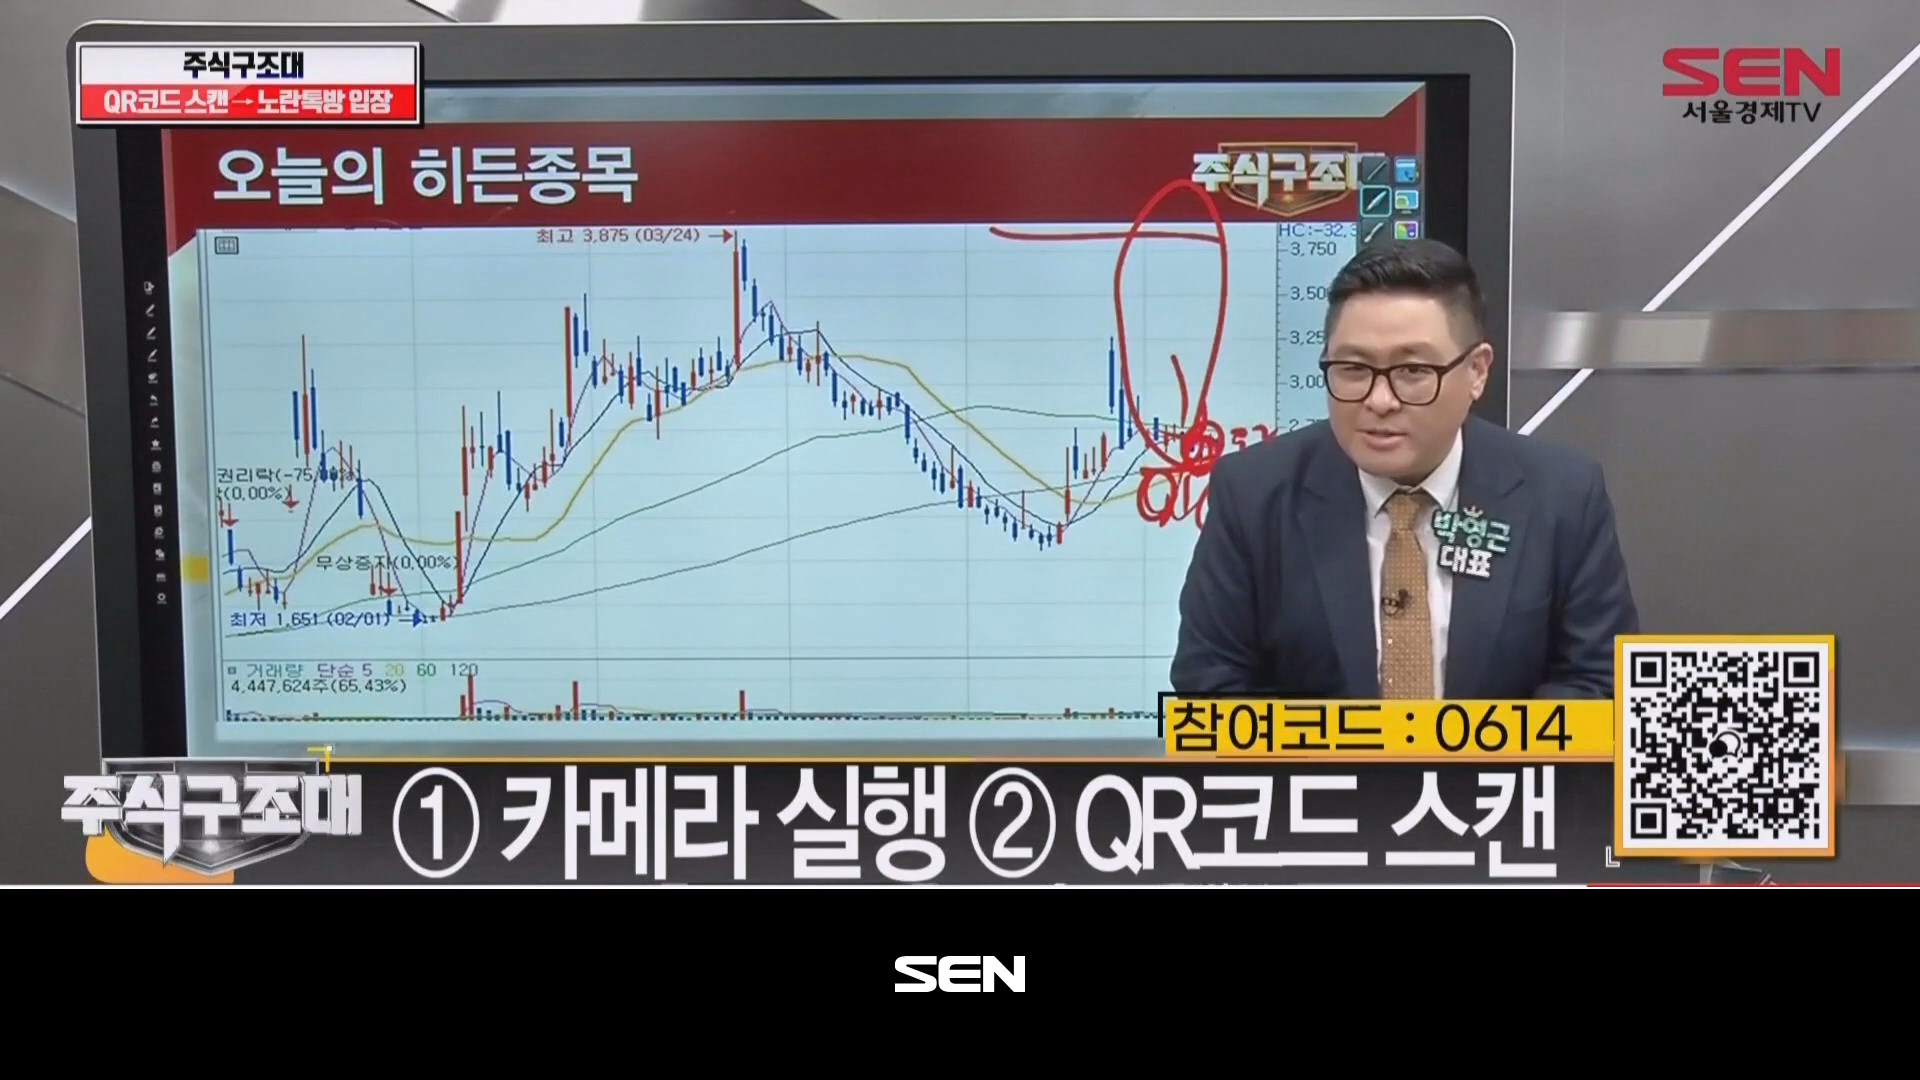 주식구조대
QR코드 스캔→노란톡방 입장
SEN
서울경제TV
오늘의 히든종목
주식구조
최고 3,875 (03/24)
HC:-32,3
3,750
3,50
3,25
3,00
권리락(-75,
(0,00%)
무상증자(0,00%)
최저 1,651 (02/01)
거래량 단순 5 20 60 120
4,447,624주(65,43%)
박영근
대표
참여코드 : 0614
주식구조대
① 카메라 실행 ② QR코드 스캔
SEN